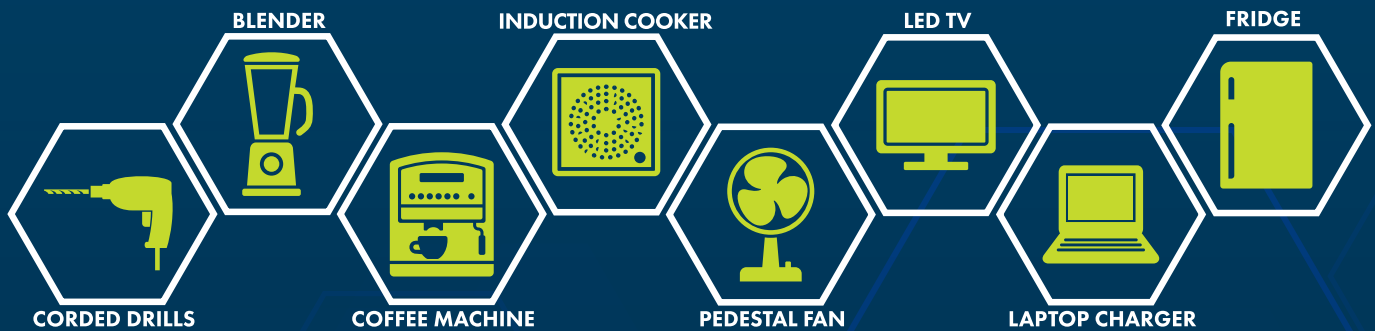 BLENDER
INDUCTION COOKER
LED TV
FRIDGE
CORDED DRILLS
COFFEE MACHINE
PEDESTAL FAN
LAPTOP CHARGER